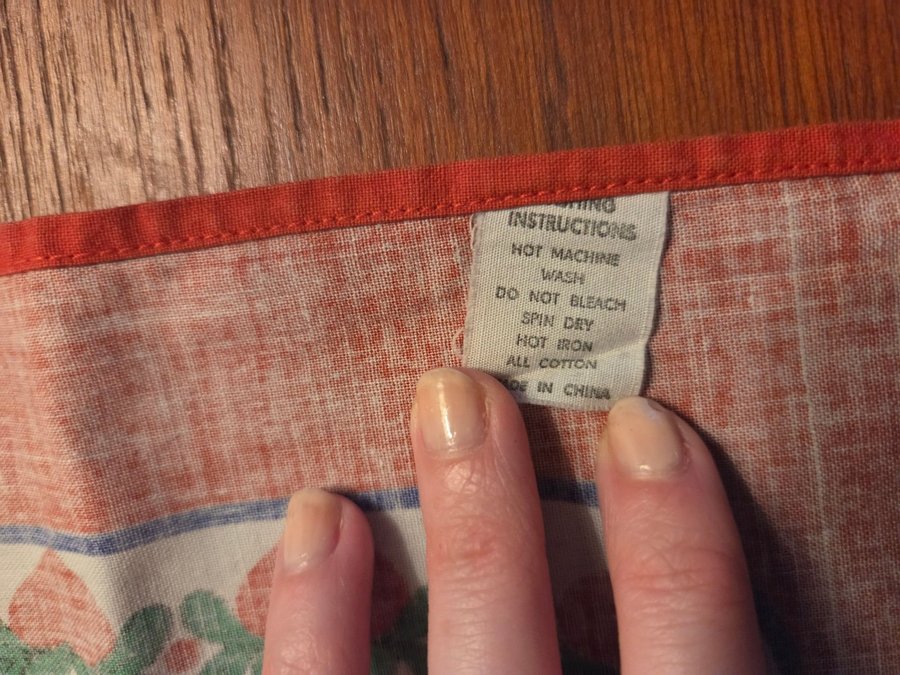 INSTRUCTIONS
HOT MACHINE
WASH
DO NOT BLEACH
SPIN DRY
HOT IRON
ALL COTTON
IN CHINA